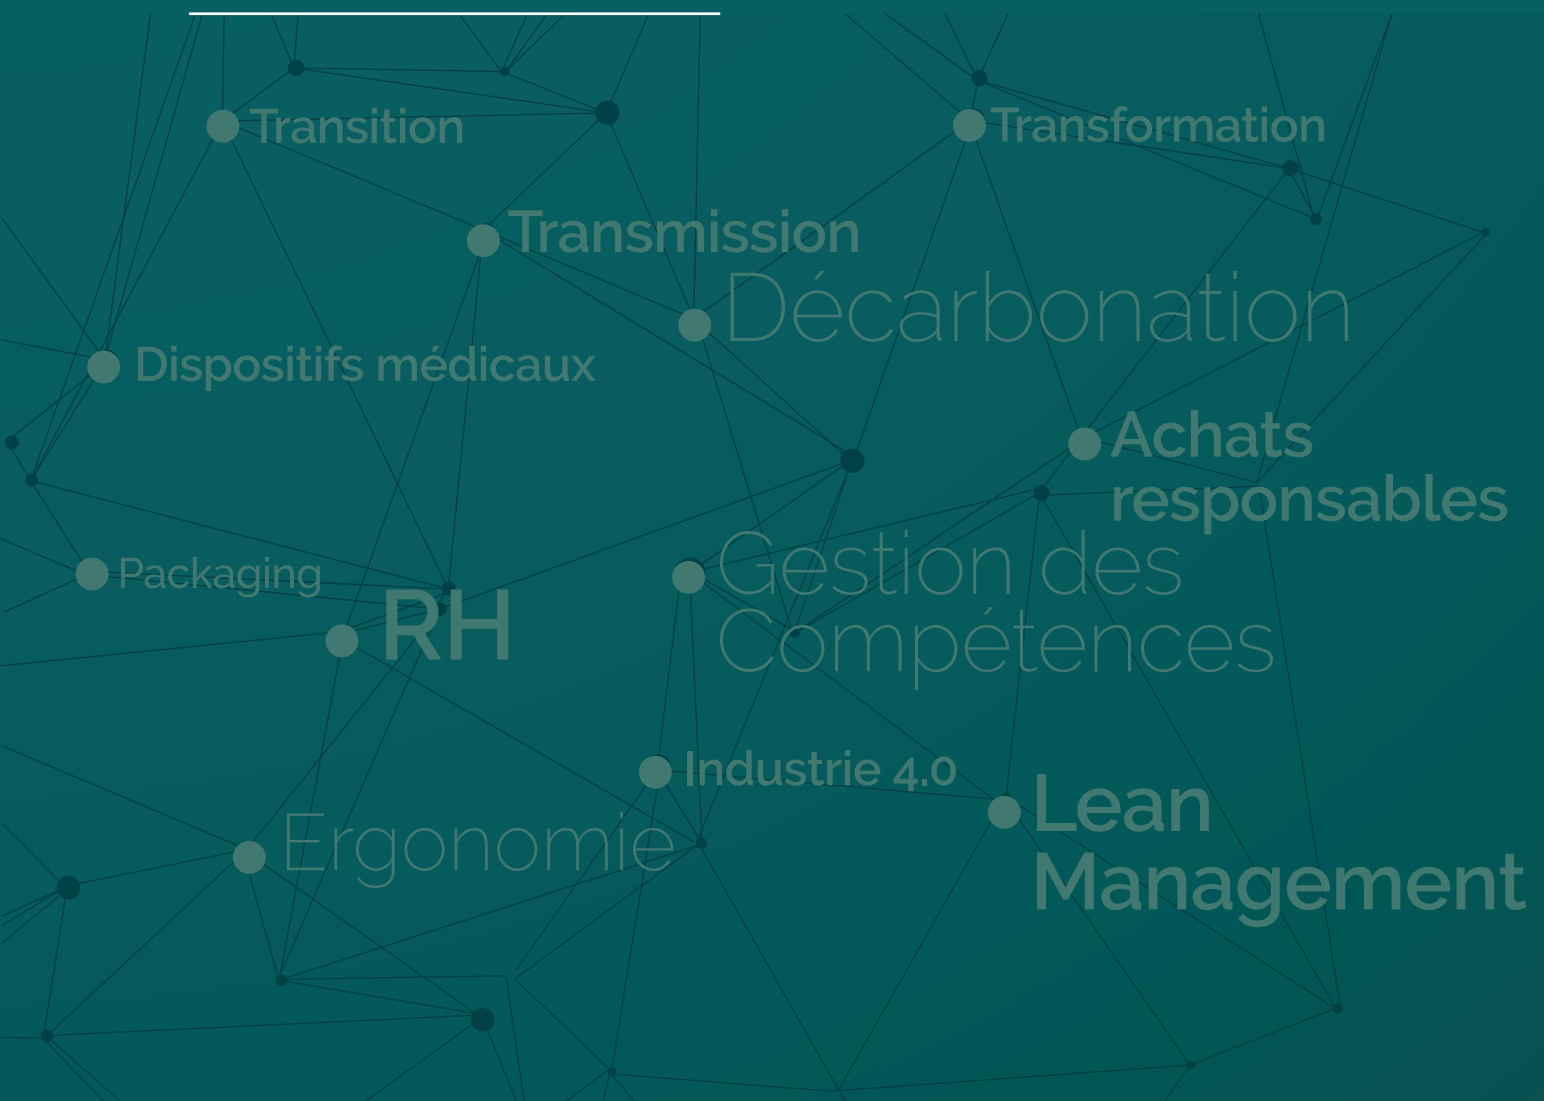 Transition
Transformation
Transmission
Décarbonation
Dispositifs médicaux
Achats
responsables
Gestion des
Compétences
Packaging
RH
Industrie 4.0
Lean
Management
Ergonomie